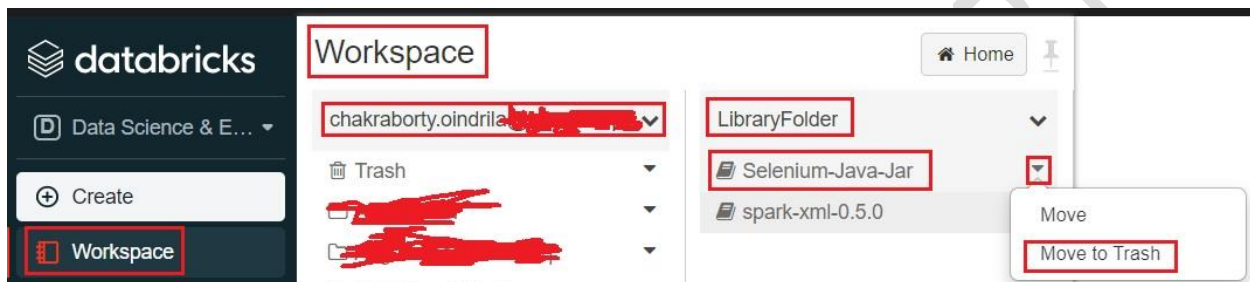 databricks
Data Science & E...
Create
Workspace
Workspace
Home
chakraborty.oindrila
Trash
LibraryFolder
Selenium-Java-Jar
spark-xml-0.5.0
Move
Move to Trash